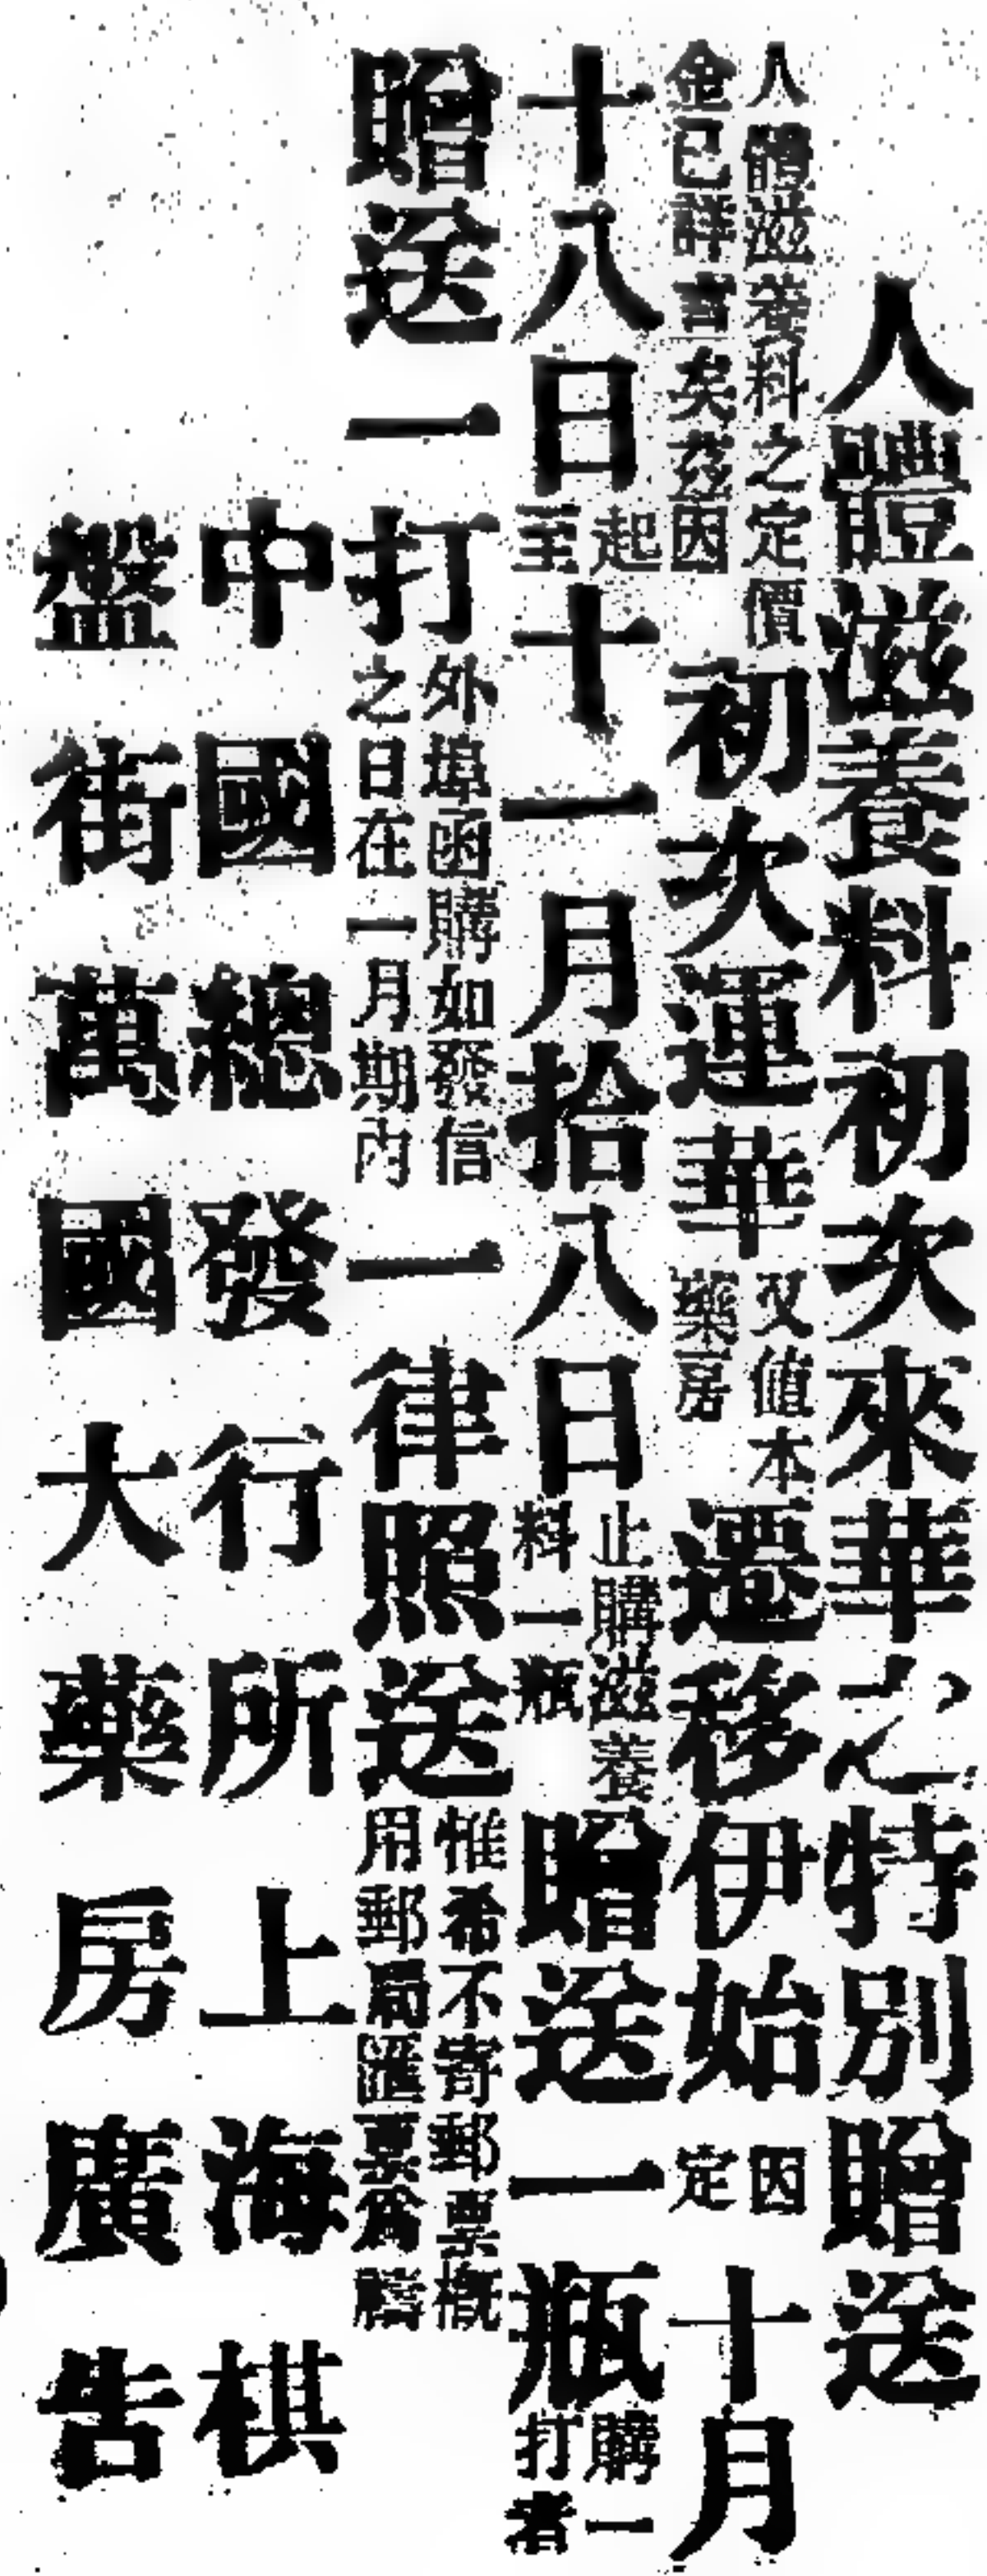 人體滋養料初次來華之特別贈送
人體滋養料之定價金已詳言矣茲因初次運華又値本藥房遷移伊始因定十月
十八日起至十一月拾八日止購滋養料一瓶贈送一瓶購一打者
贈送一打外埠函購如發信之日在一月期內一律照送惟希不寄郵票概用郵局匯票爲禱
中國總發行所上海棋
盤街萬國大藥房廣告